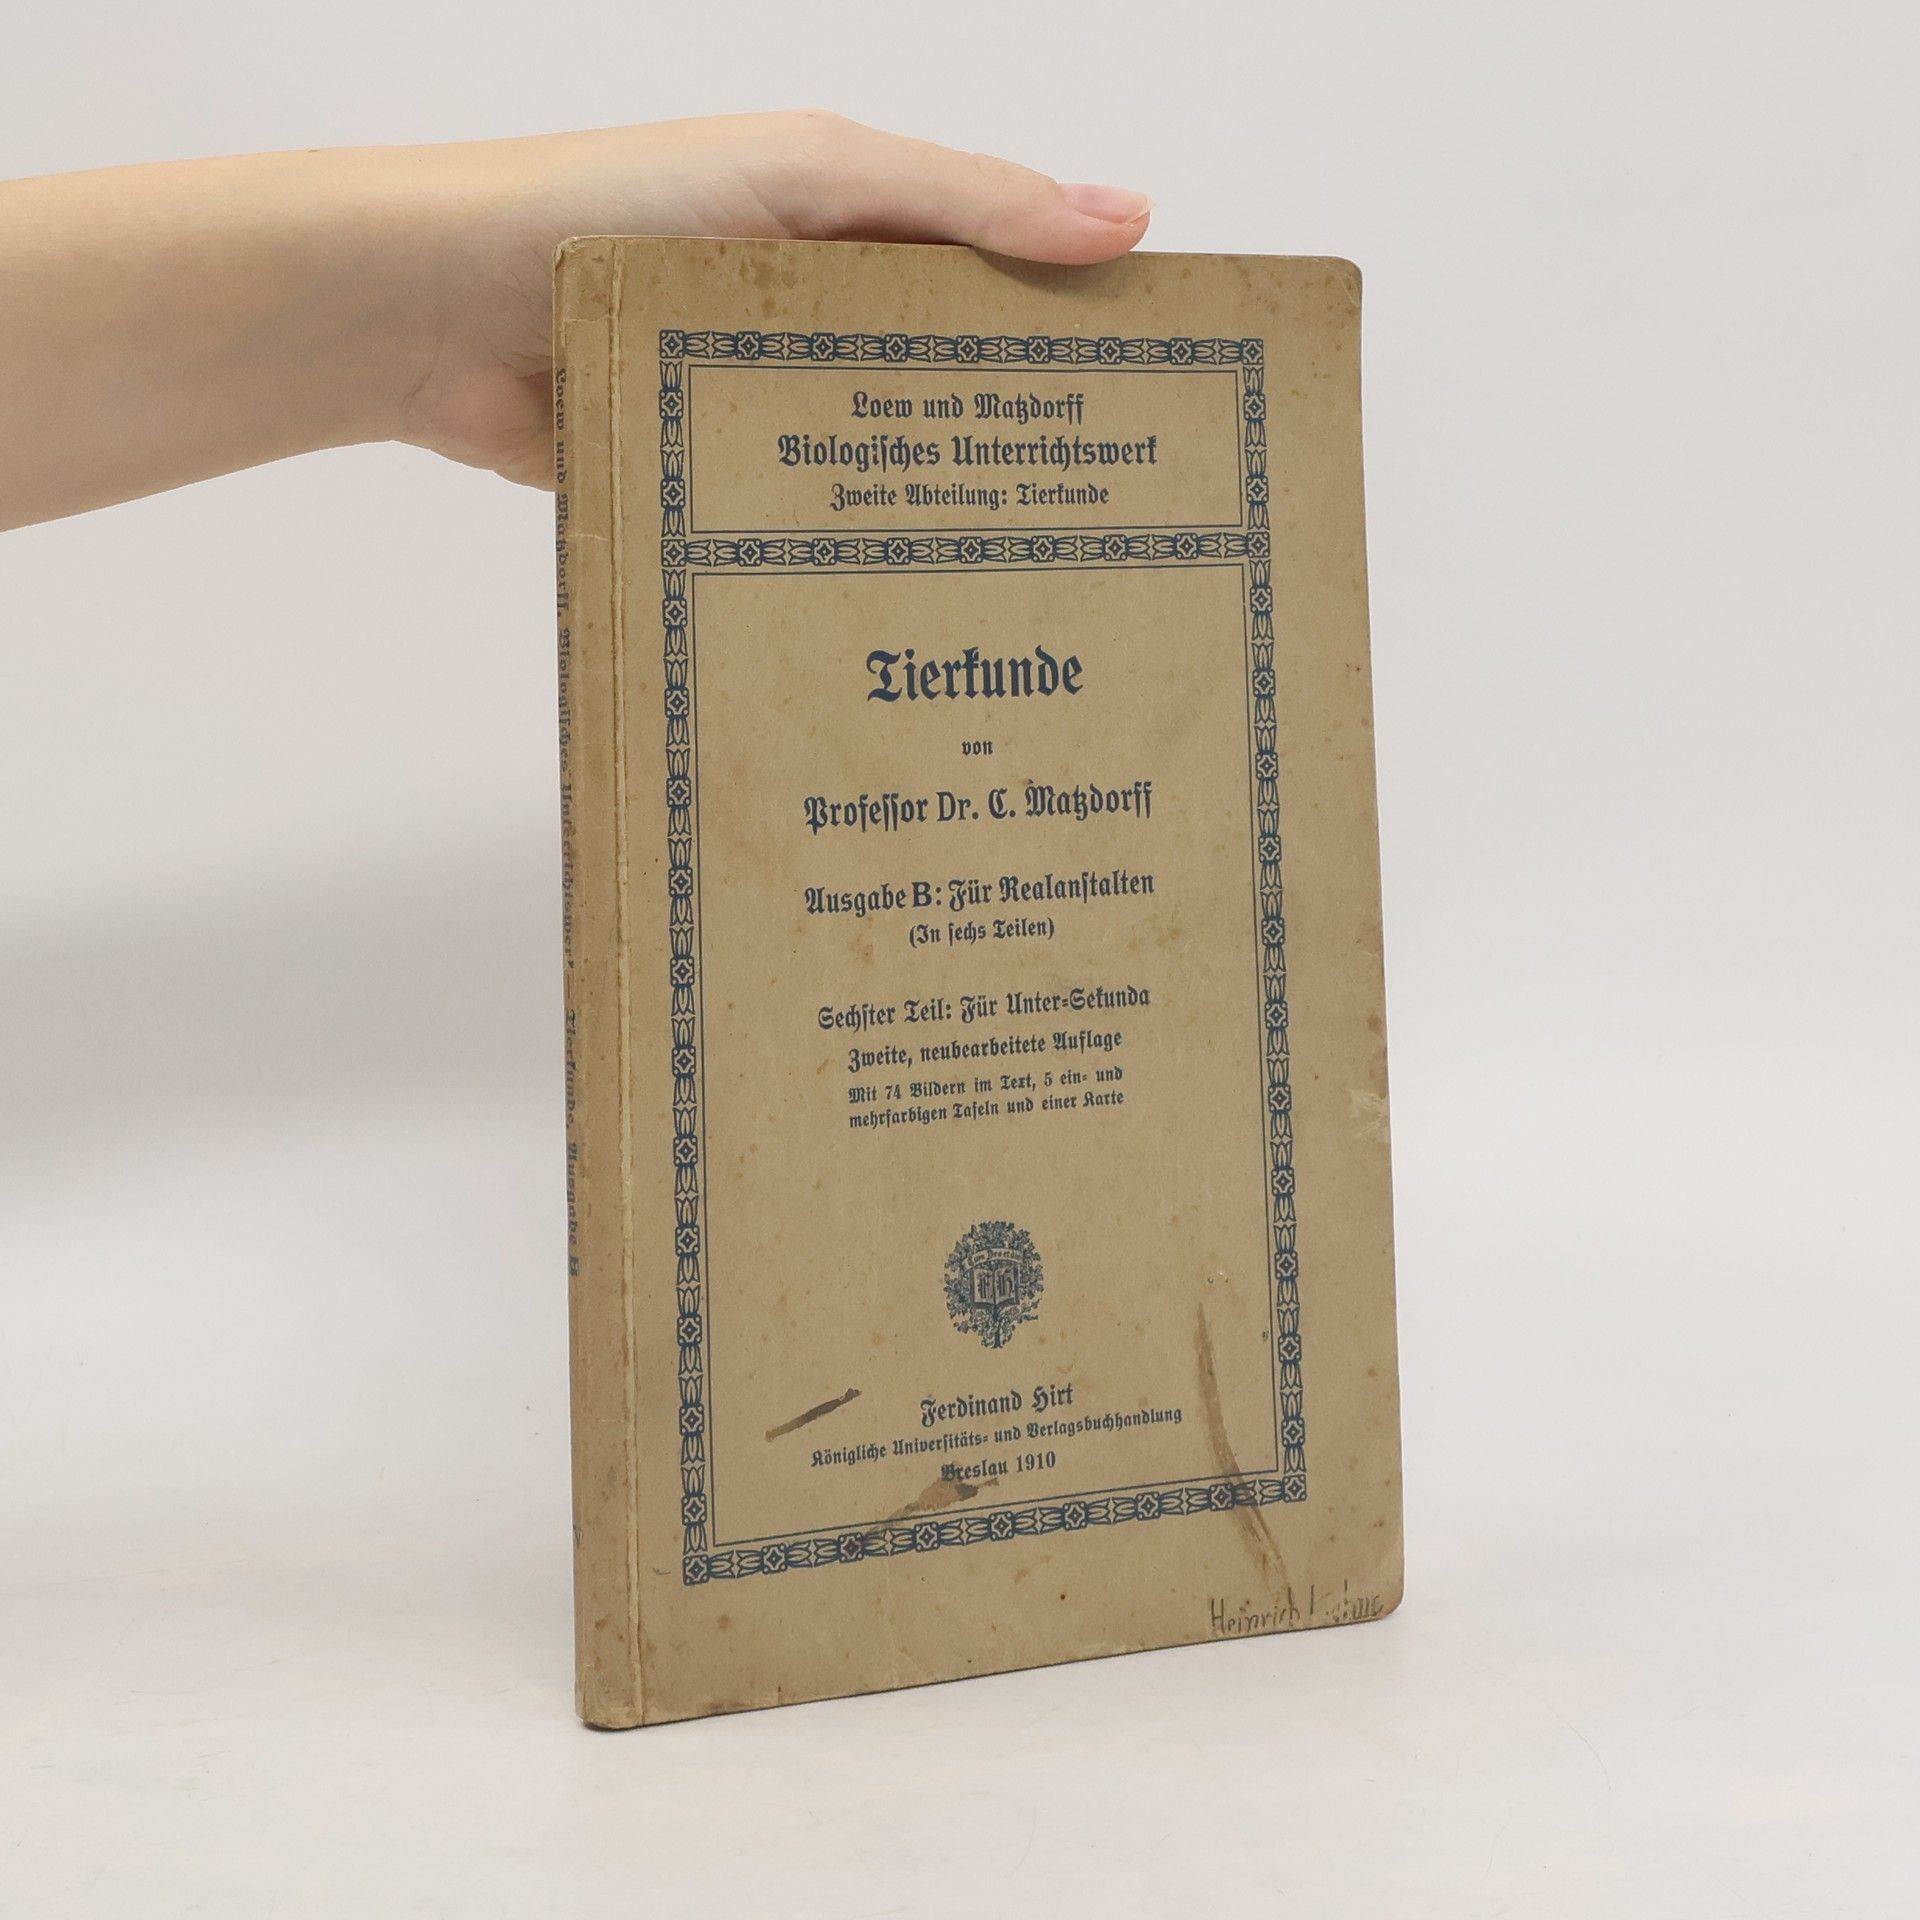 Loew und Matzdorff
Biologisches Unterrichtswerk
Zweite Abteilung: Tierkunde
Tierkunde
von
Professor Dr. C. Matzdorff
Ausgabe B: Für Realanstalten
(In sechs Teilen)
Sechster Teil: Für Unter-Sekunda
Zweite, neubearbeitete Auflage
Mit 74 Bildern im Text, 5 ein- und
mehrfarbigen Tafeln und einer Karte
F H
Ferdinand Hirt
Königliche Universitäts- und Verlagsbuchhandlung
Breslau 1910
Heinrich
Loew und Matzdorff, Biologisches Unterrichtswerk — Tierkunde, Ausgabe B